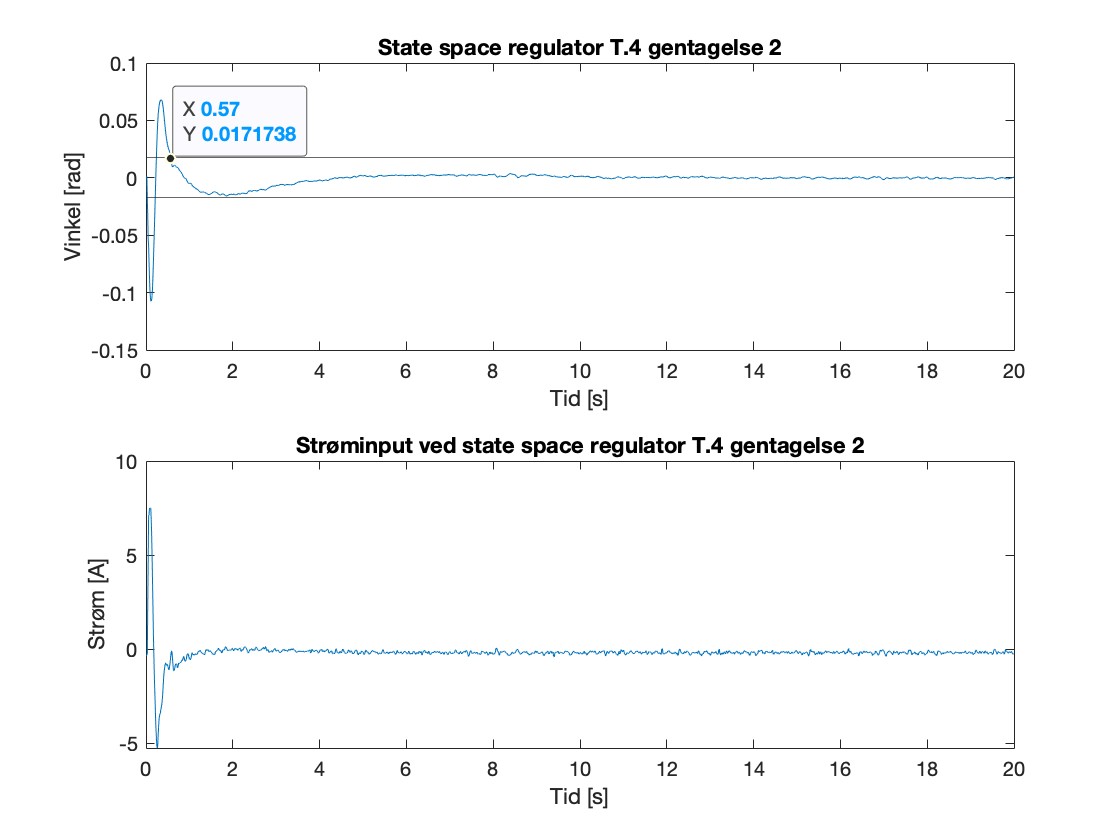 State space regulator T.4 gentagelse 2
0.1
0.05
0
-0.05
-0.1
-0.15
Vinkel [rad]
X 0.57
Y 0.0171738
0 2 4 6 8 10 12 14 16 18 20
Tid [s]
Strøminput ved state space regulator T.4 gentagelse 2
10
5
0
-5
Strøm [A]
0 2 4 6 8 10 12 14 16 18 20
Tid [s]